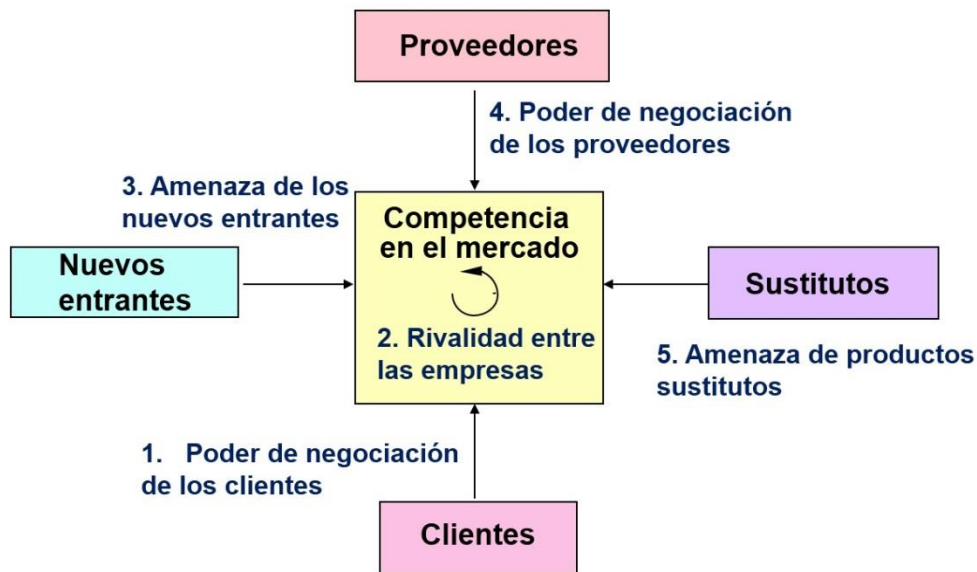 Proveedores
4. Poder de negociación
de los proveedores
3. Amenaza de los
nuevos entrantes
Competencia
en el mercado
Nuevos
entrantes
Sustitutos
2. Rivalidad entre
las empresas
5. Amenaza de productos
sustitutos
1. Poder de negociación
de los clientes
Clientes